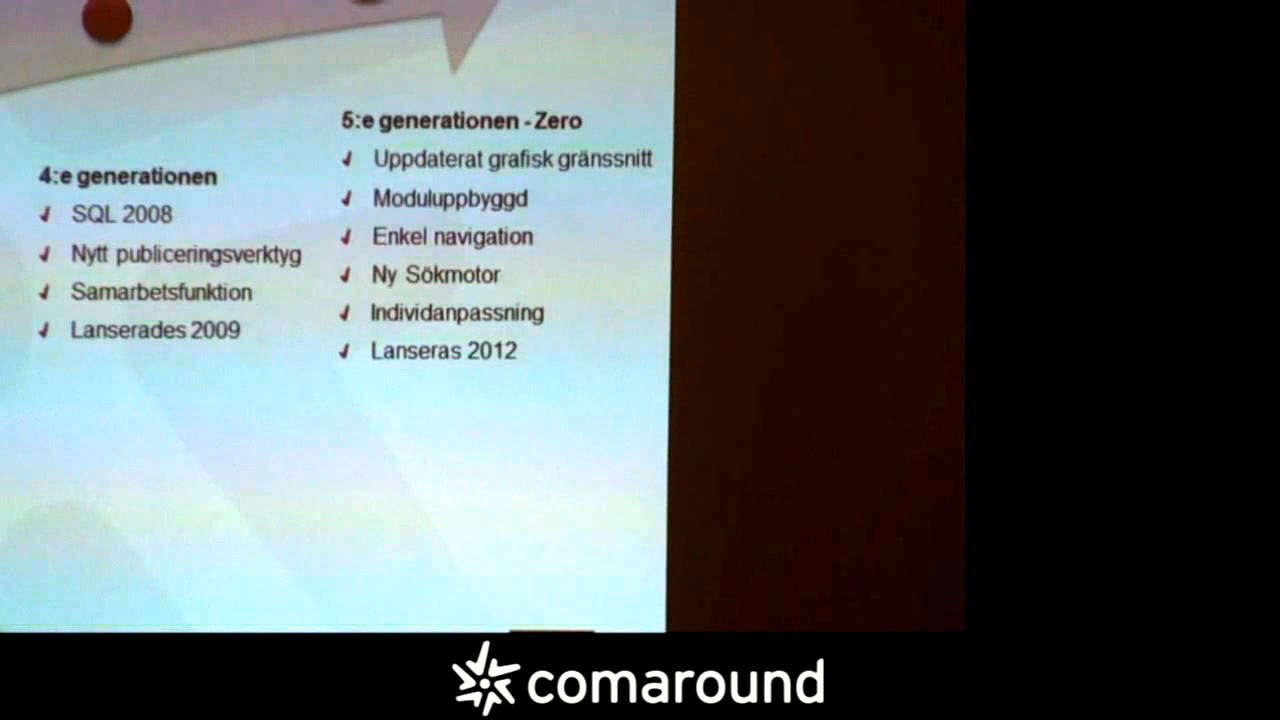 4:e generationen
SQL 2008
Nytt publiceringsverktyg
Samarbetsfunktion
Lanserades 2009
5:e generationen - Zero
Uppdaterat grafisk gränssnitt
Moduluppbyggd
Enkel navigation
Ny Sökmotor
Individanpassning
Lanseras 2012
comaround